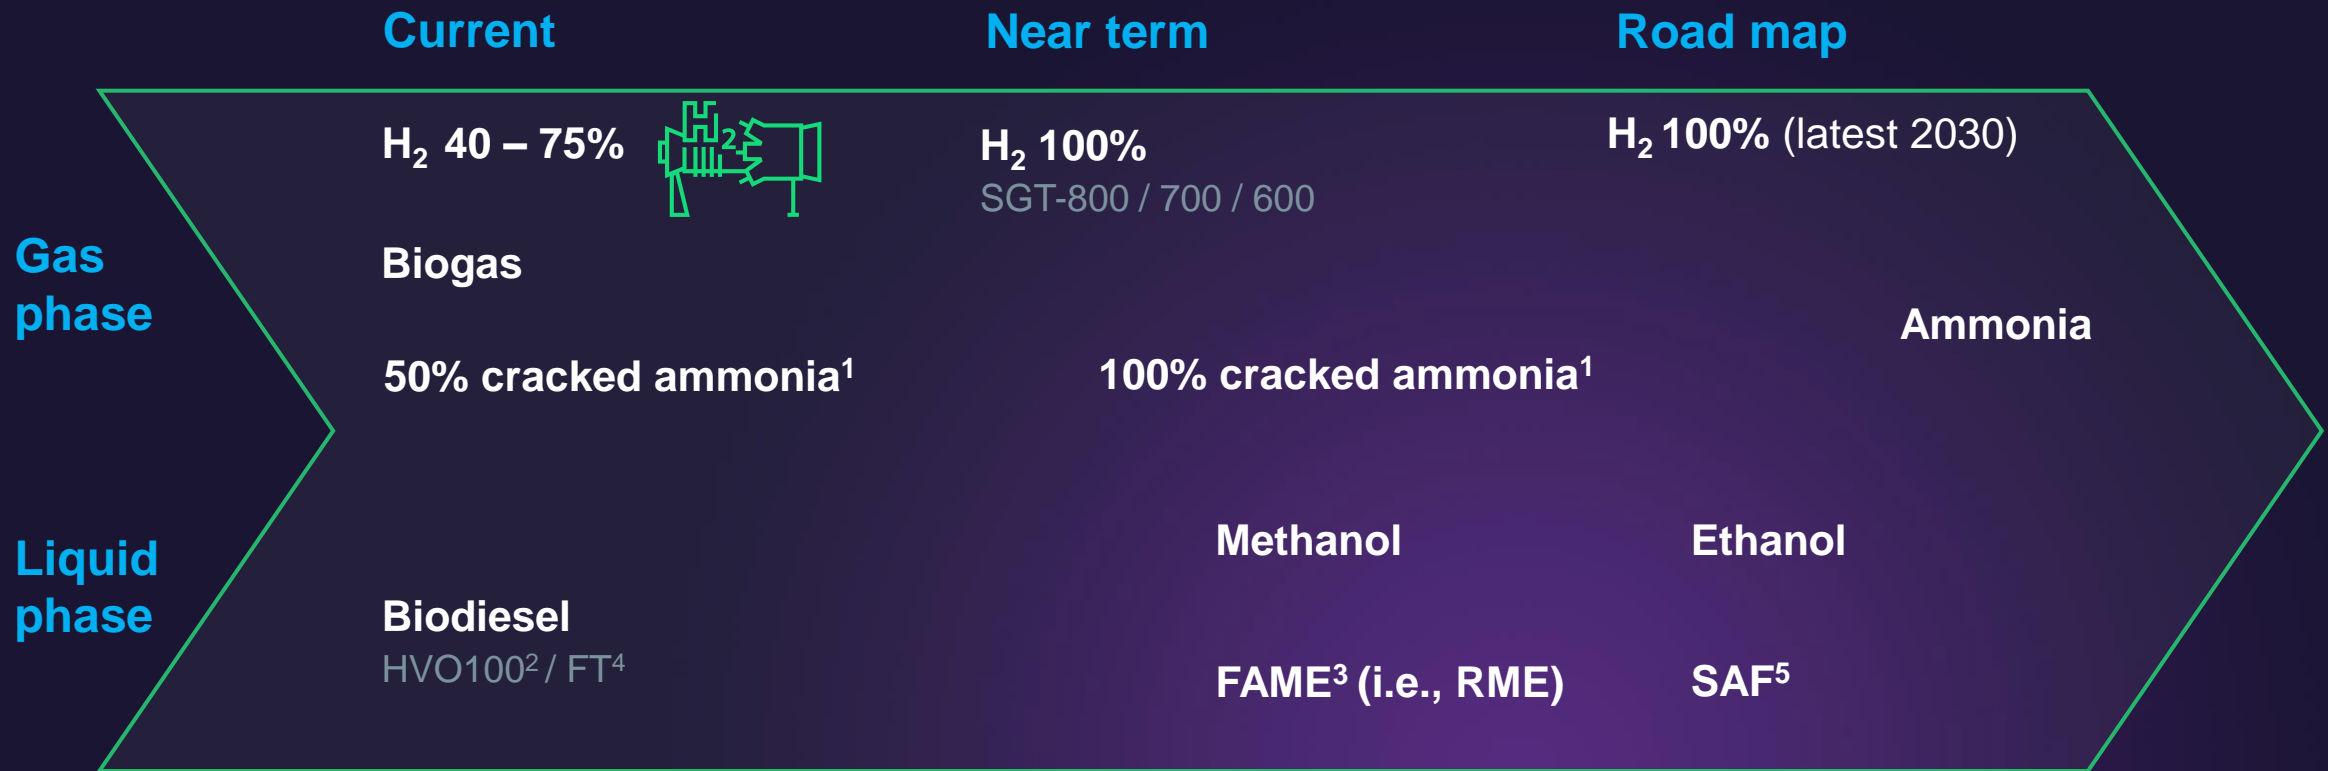 Current
Near term
Road map
H₂ 40 – 75%
H₂
H₂ 100%
SGT-800 / 700 / 600
H₂ 100% (latest 2030)
Gas
phase
Biogas
Ammonia
50% cracked ammonia¹
100% cracked ammonia¹
Liquid
phase
Methanol
Ethanol
Biodiesel
HVO100² / FT⁴
FAME³ (i.e., RME)
SAF⁵